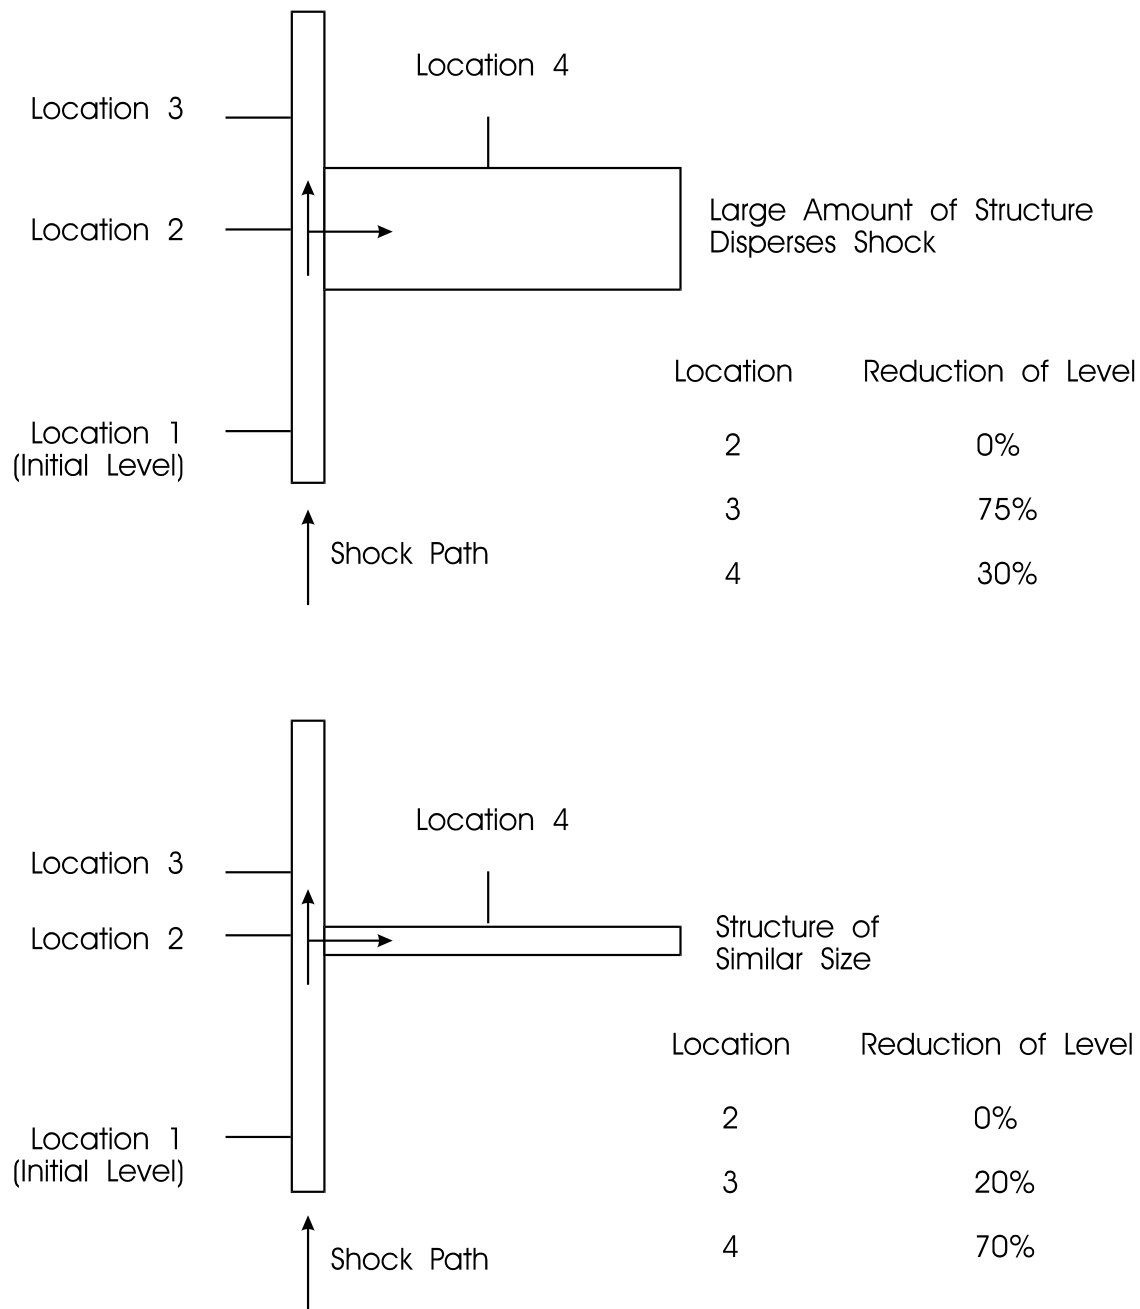 Location 4
Location 3
Location 2
Large Amount of Structure
Disperses Shock
Location Reduction of Level
2 0%
3 75%
4 30%
Location 1
(Initial Level)
Shock Path
Location 4
Location 3
Location 2
Structure of
Similar Size
Location Reduction of Level
2 0%
3 20%
4 70%
Location 1
(Initial Level)
Shock Path